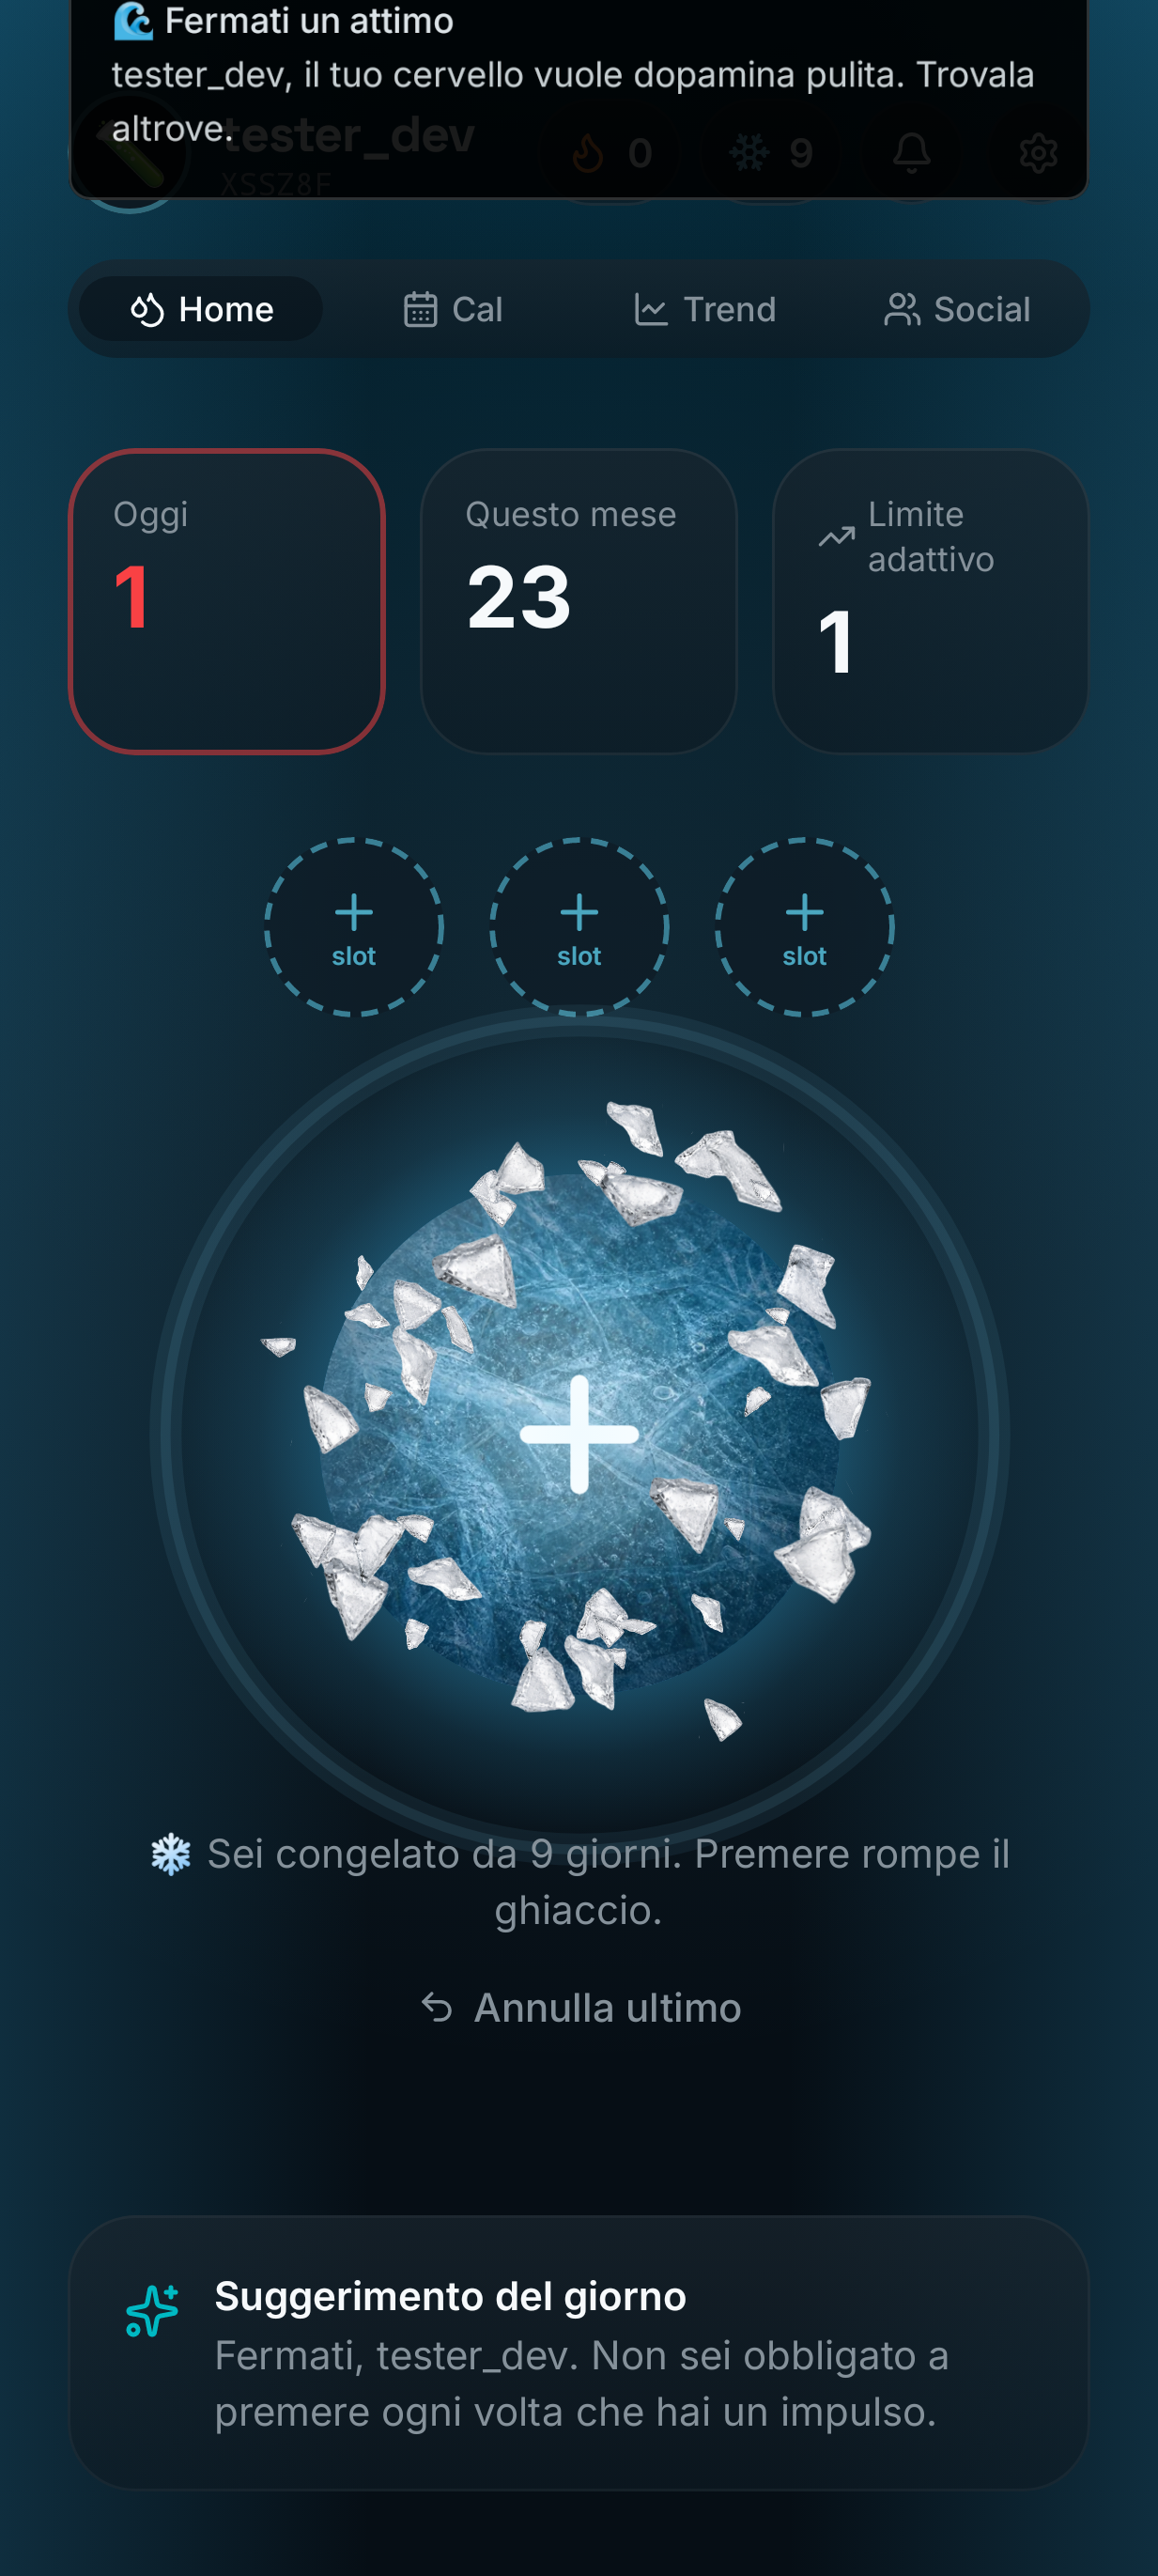 🌊 Fermati un attimo
tester_dev, il tuo cervello vuole dopamina pulita. Trovala
altrove.
tester_dev
0
9
XSSZ8F
Home
Cal
Trend
Social
Oggi
1
Questo mese
23
Limite
adattivo
1
slot
slot
slot
❄️ Sei congelato da 9 giorni. Premere rompe il
ghiaccio.
Annulla ultimo
Suggerimento del giorno
Fermati, tester_dev. Non sei obbligato a
premere ogni volta che hai un impulso.